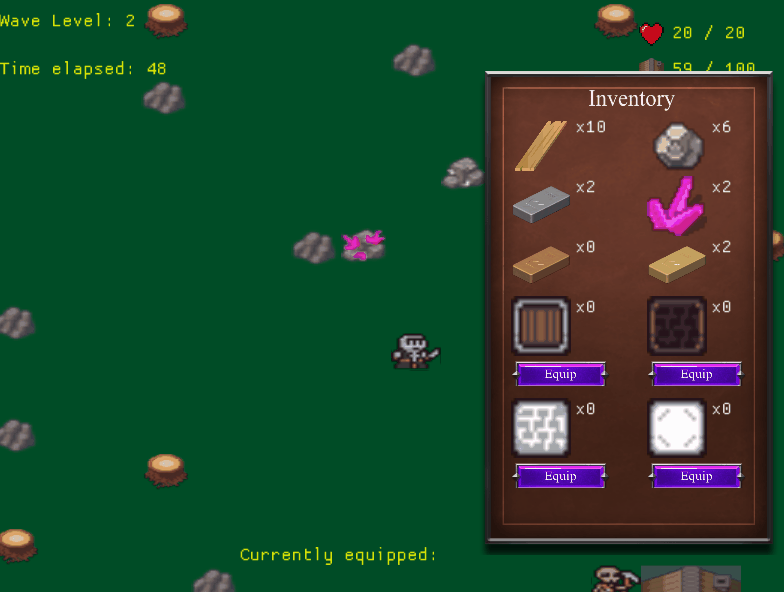 Wave Level: 2
20 / 20
Time elapsed: 48
59 / 100
Inventory
x10
x6
x2
x2
x0
x2
x0
x0
Equip
Equip
x0
x0
Equip
Equip
Currently equipped: